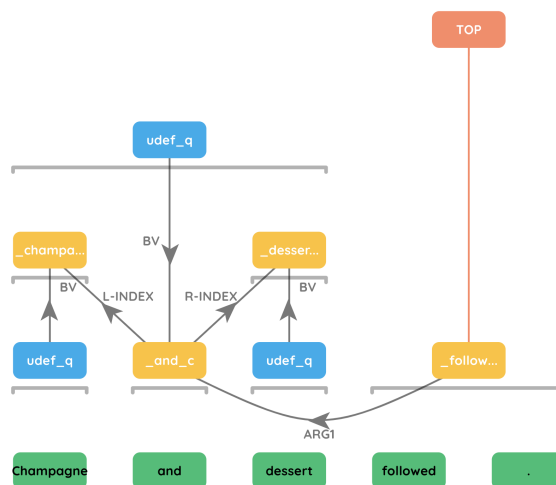 TOP
udef_q
BV
_champa... _desser...
BV L-INDEX R-INDEX BV
udef_q _and_c udef_q _follow...
ARG1
Champagne and dessert followed .